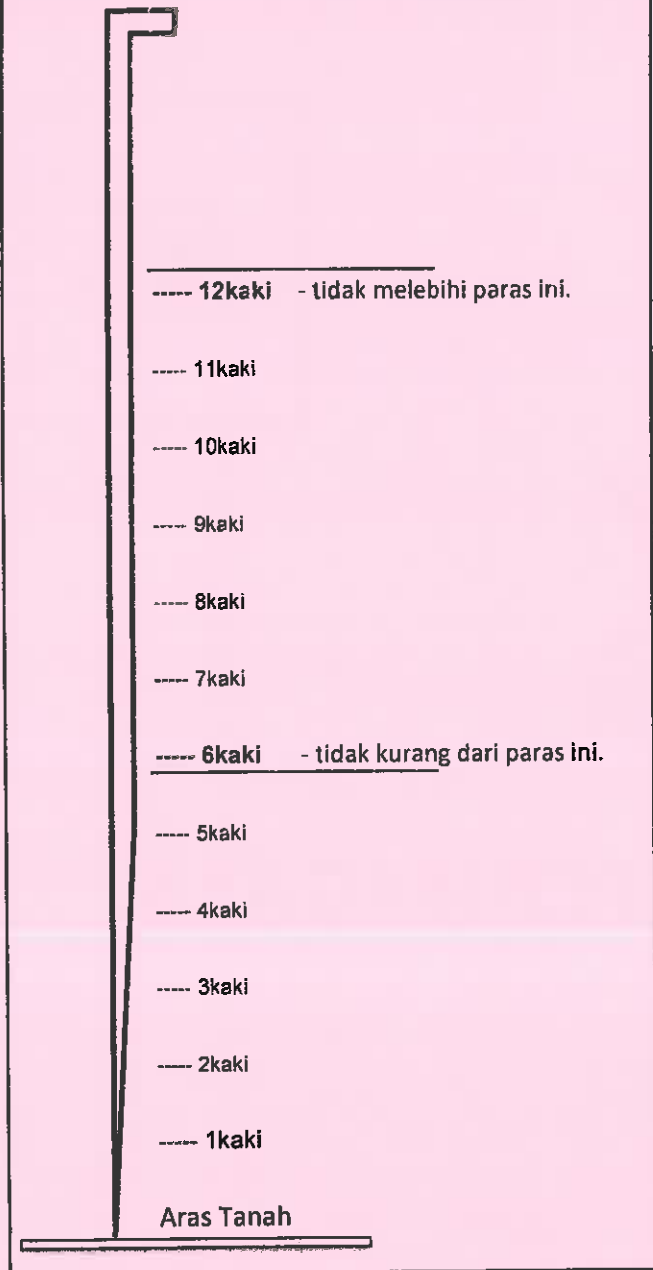 ----- 12kaki - tidak melebihi paras ini.
----- 11kaki
----- 10kaki
----- 9kaki
----- 8kaki
----- 7kaki
----- 6kaki - tidak kurang dari paras ini.
----- 5kaki
----- 4kaki
----- 3kaki
----- 2kaki
----- 1kaki
Aras Tanah